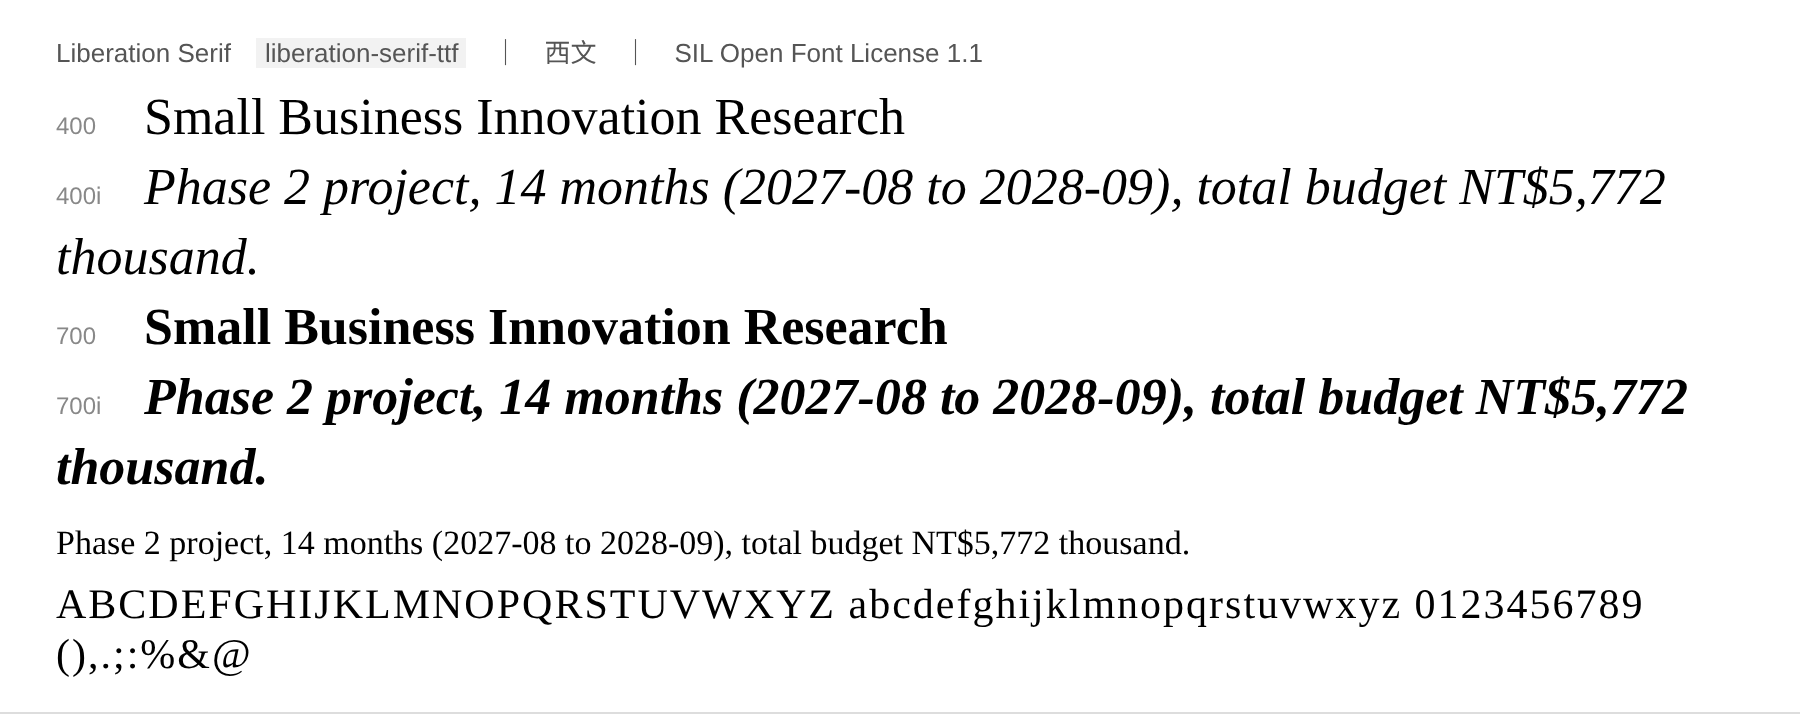 Liberation Serif liberation-serif-ttf | 西文 | SIL Open Font License 1.1
400 Small Business Innovation Research
400i Phase 2 project, 14 months (2027-08 to 2028-09), total budget NT$5,772
thousand.
700 Small Business Innovation Research
700i Phase 2 project, 14 months (2027-08 to 2028-09), total budget NT$5,772
thousand.
Phase 2 project, 14 months (2027-08 to 2028-09), total budget NT$5,772 thousand.
ABCDEFGHIJKLMNOPQRSTUVWXYZ abcdefghijklmnopqrstuvwxyz 0123456789
(),.;:%&@